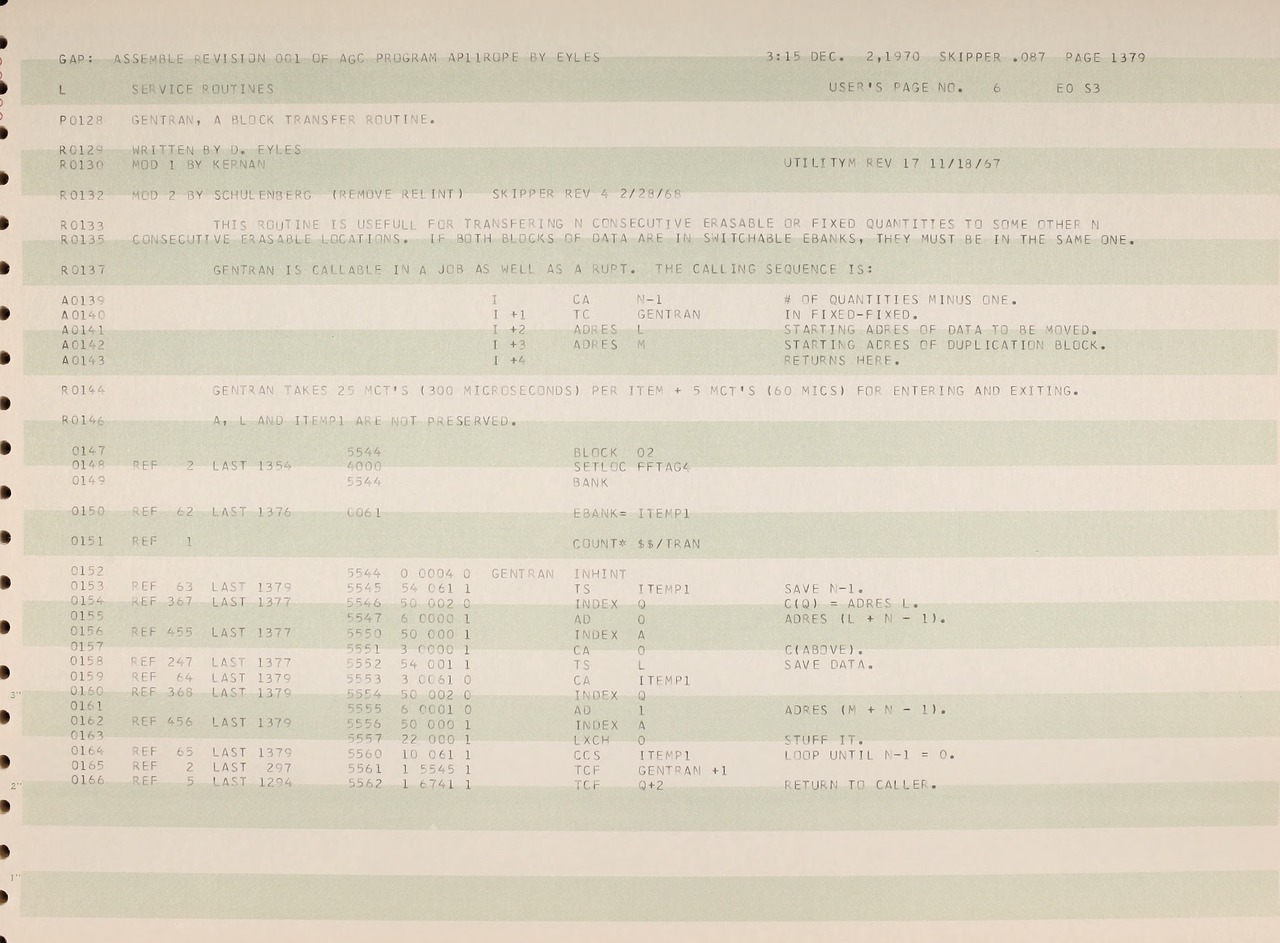 GAP: ASSEMBLE REVISION 001 OF AGC PROGRAM AP11ROPE BY EYLES 3:15 DEC. 2,1970 SKIPPER .087 PAGE 1379
L SERVICE ROUTINES USER'S PAGE NO. 6 E0 S3
P0128 GENTRAN, A BLOCK TRANSFER ROUTINE.
R0129 WRITTEN BY D. EYLES
R0130 MOD 1 BY KERNAN UTILITYM REV 17 11/18/67
R0132 MOD 2 BY SCHULENBERG (REMOVE RELINT) SKIPPER REV 4 2/28/68
R0133 THIS ROUTINE IS USEFULL FOR TRANSFERING N CONSECUTIVE ERASABLE OR FIXED QUANTITIES TO SOME OTHER N
R0135 CONSECUTIVE ERASABLE LOCATIONS. IF BOTH BLOCKS OF DATA ARE IN SWITCHABLE EBANKS, THEY MUST BE IN THE SAME ONE.
R0137 GENTRAN IS CALLABLE IN A JOB AS WELL AS A RUPT. THE CALLING SEQUENCE IS:
A0139 I CA N-1 # OF QUANTITIES MINUS ONE.
A0140 I +1 TC GENTRAN IN FIXED-FIXED.
A0141 I +2 ADRES L STARTING ADRES OF DATA TO BE MOVED.
A0142 I +3 ADRES M STARTING ADRES OF DUPLICATION BLOCK.
A0143 I +4 RETURNS HERE.
R0144 GENTRAN TAKES 25 MCT'S (300 MICROSECONDS) PER ITEM + 5 MCT'S (60 MICS) FOR ENTERING AND EXITING.
R0146 A, L AND ITEMP1 ARE NOT PRESERVED.
0147 5544 BLOCK 02
0148 REF 2 LAST 1354 4000 SETLOC FFTAG4
0149 5544 BANK
0150 REF 62 LAST 1376 0061 EBANK= ITEMP1
0151 REF 1 COUNT* $$/TRAN
0152 5544 0 0004 0 GENTRAN INHINT
0153 REF 63 LAST 1379 5545 54 061 1 TS ITEMP1 SAVE N-1.
0154 REF 367 LAST 1377 5546 50 002 0 INDEX Q C(Q) = ADRES L.
0155 5547 6 0000 1 AD 0 ADRES (L + N - 1).
0156 REF 455 LAST 1377 5550 50 000 1 INDEX A
0157 5551 3 0000 1 CA 0 C(ABOVE).
0158 REF 247 LAST 1377 5552 54 001 1 TS L SAVE DATA.
0159 REF 64 LAST 1379 5553 3 0061 0 CA ITEMP1
0160 REF 368 LAST 1379 5554 50 002 0 INDEX Q
0161 5555 6 0001 0 AD 1 ADRES (M + N - 1).
0162 REF 456 LAST 1379 5556 50 000 1 INDEX A
0163 5557 22 000 1 LXCH 0 STUFF IT.
0164 REF 65 LAST 1379 5560 10 061 1 CCS ITEMP1 LOOP UNTIL N-1 = 0.
0165 REF 2 LAST 297 5561 1 5545 1 TCF GENTRAN +1
0166 REF 5 LAST 1294 5562 1 6741 1 TCF Q+2 RETURN TO CALLER.
3"
2"
1"